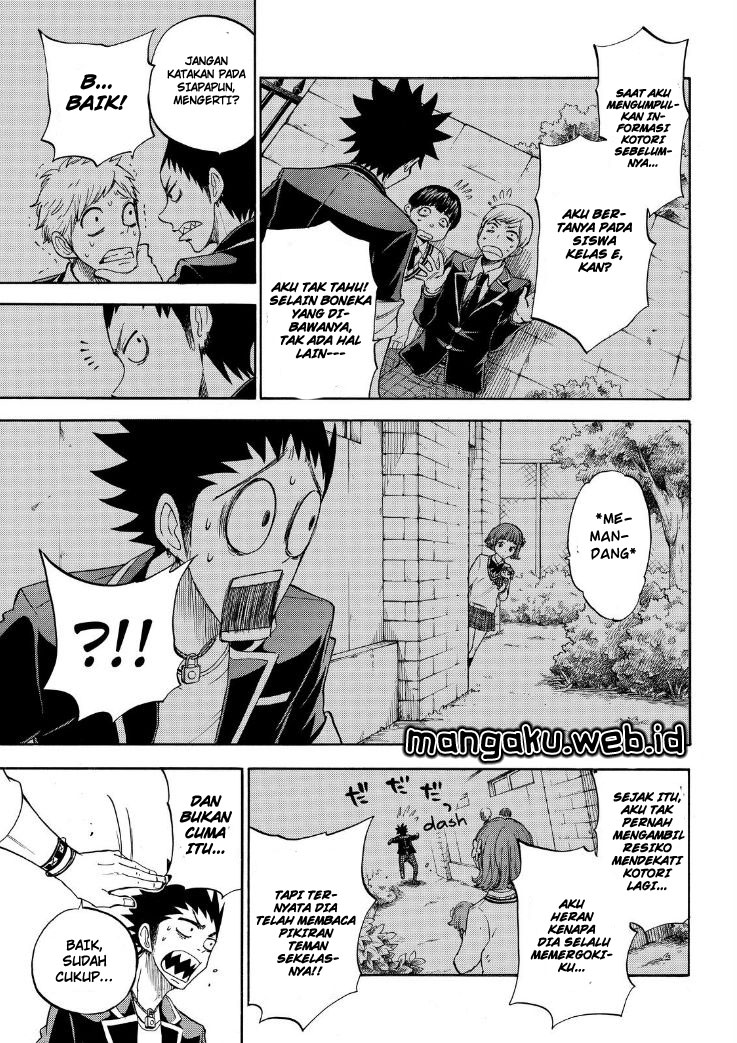 SAAT AKU
MENGUMPUL-
KAN IN-
FORMASI
KOTORI
SEBELUM-
NYA...
AKU BER-
TANYA PADA
SISWA
KELAS E,
KAN?
AKU TAK TAHU!
SELAIN BONEKA
YANG DI-
BAWANYA,
TAK ADA HAL
LAIN---
JANGAN
KATAKAN PADA
SIAPAPUN,
MENGERTI?
B...
BAIK!
*ME-
MAN-
DANG*
?!!
mangaku.web.id
SEJAK ITU,
AKU TAK
PERNAH
MENGAMBIL
RESIKO
MENDEKATI
KOTORI
LAGI...
AKU
HERAN
KENAPA
DIA SELALU
MEMERGOKI-
KU...
だっだっだっ
dash
TAPI TER-
NYATA DIA
TELAH MEMBACA
PIKIRAN
TEMAN
SEKELAS-
NYA!!
DAN
BUKAN
CUMA
ITU...
BAIK,
SUDAH
CUKUP...